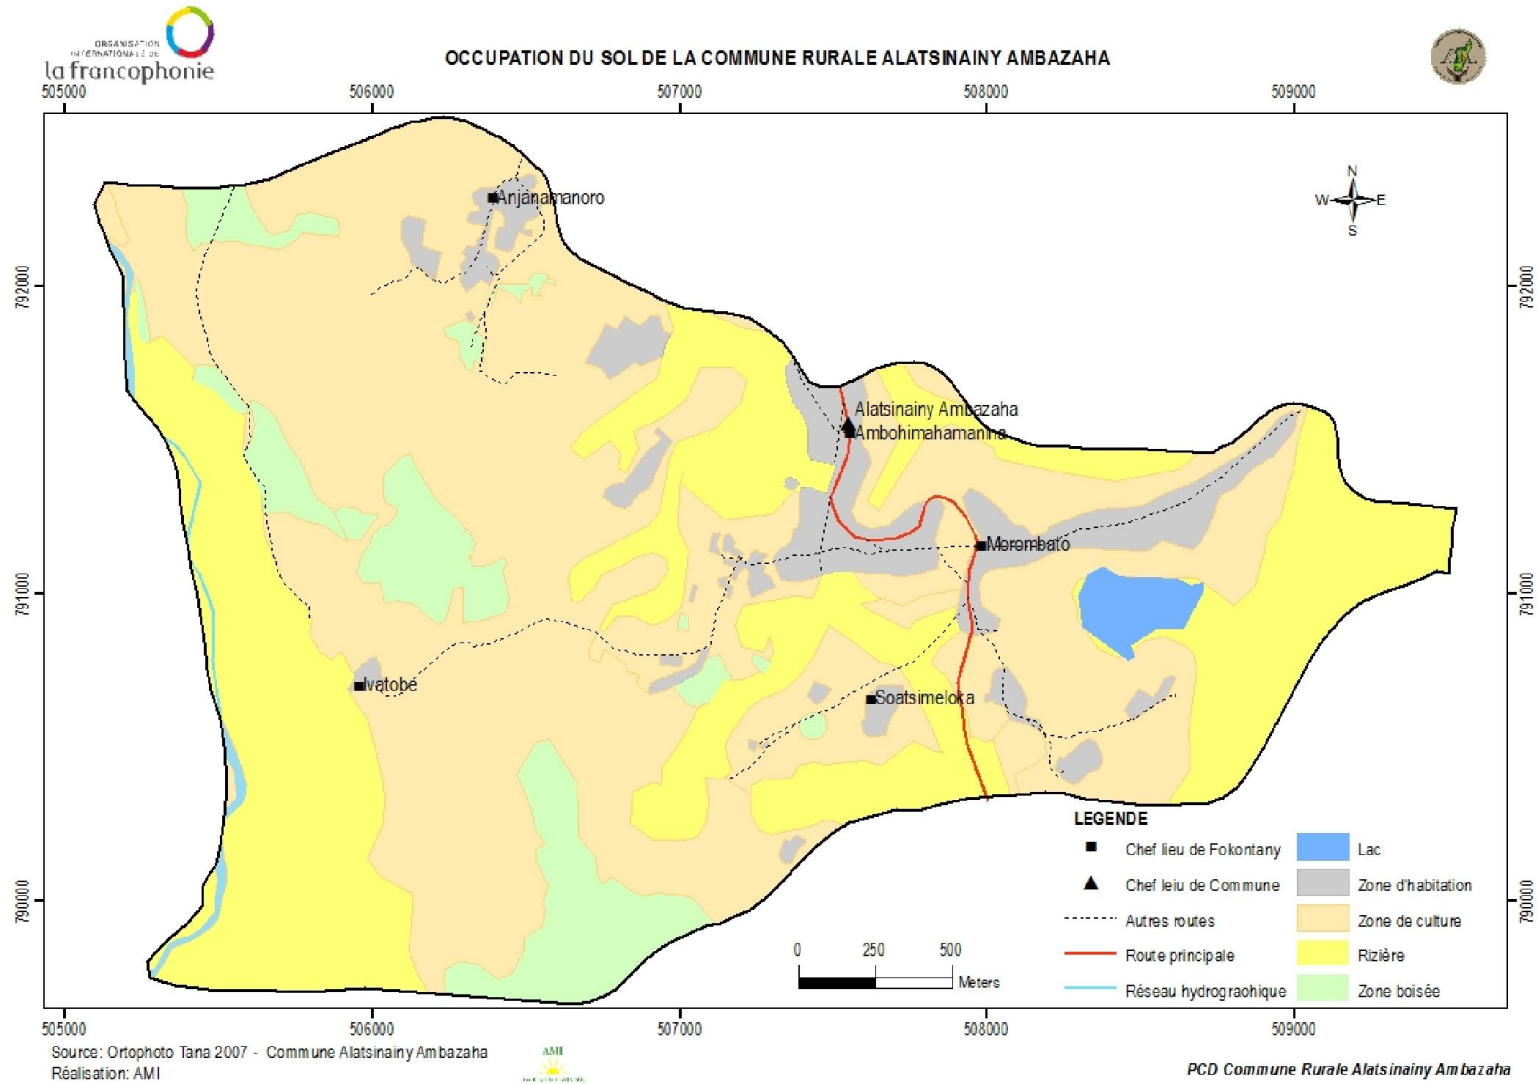 ORGANISATION
INTERNATIONALE DE
la francophonie
OCCUPATION DU SOL DE LA COMMUNE RURALE ALATSINAINY AMBAZAHA
505000 506000 507000 508000 509000
N
W E
S
Anjanamanoro
792000 792000
Alatsinainy Ambazaha
Ambohimahamanina
Morombato
791000 791000
Ivatobe
Soatsimeloka
790000 790000
LEGENDE
Chef lieu de Fokontany
Chef leiu de Commune
Autres routes
Route principale
Réseau hydrograohique
Lac
Zone d'habitation
Zone de culture
Rizière
Zone boisée
0 250 500
Meters
505000 506000 507000 508000 509000
Source: Ortophoto Tana 2007 - Commune Alatsinainy Ambazaha
Réalisation: AMI
AMI
PCD Commune Rurale Alatsinainy Ambazaha